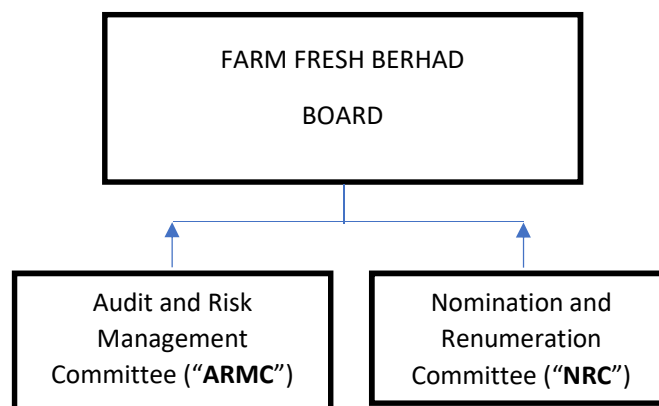 FARM FRESH BERHAD
BOARD
Audit and Risk
Management
Committee (“ARMC”)
Nomination and
Renumeration
Committee (“NRC”)